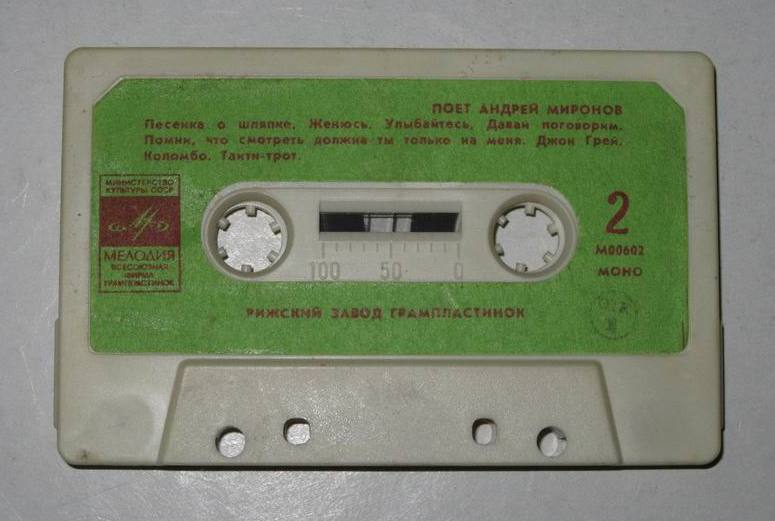 ПОЕТ АНДРЕЙ МИРОНОВ
Песенка о шляпке. Женюсь. Улыбайтесь. Давай поговорим.
Помни, что смотреть должна ты только на меня. Джон Грей.
Коломбо. Тантн-трот.
МИНИСТЕРСТВО
КУЛЬТУРЫ СССР
МЕЛОДИЯ
ВСЕСОЮЗНАЯ
ФИРМА
ГРАМПЛАСТИНОК
2
М00602
МОНО
100 50 0
РИЖСКИЙ ЗАВОД ГРАМПЛАСТИНОК